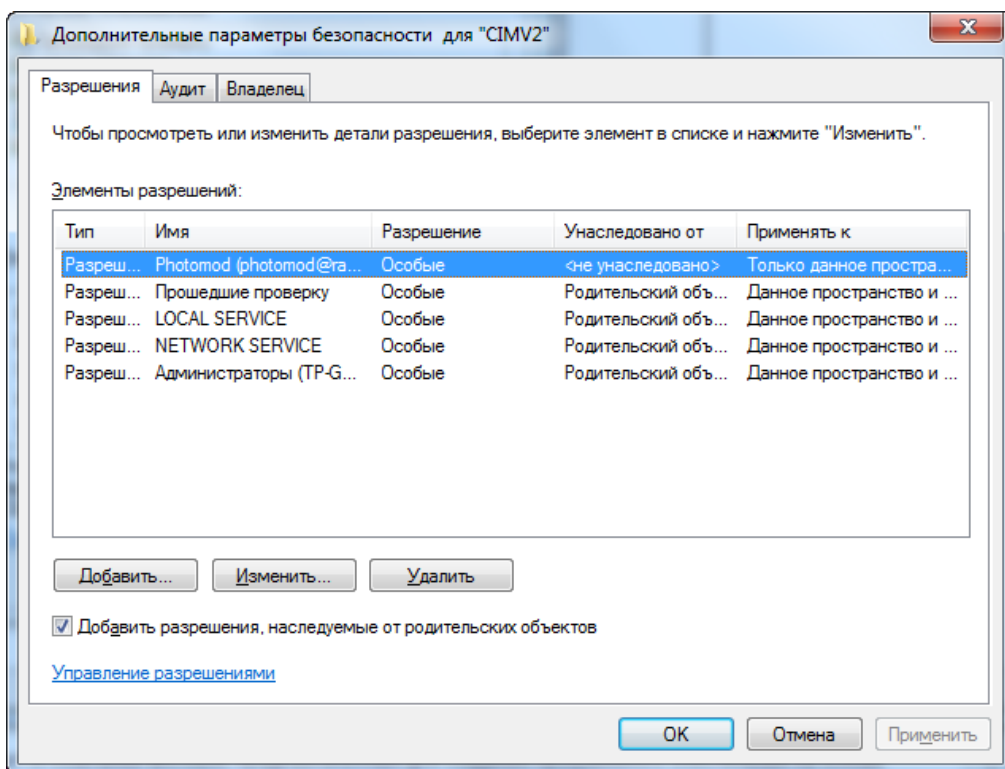 Дополнительные параметры безопасности для "CIMV2"
Разрешения Аудит Владелец
Чтобы просмотреть или изменить детали разрешения, выберите элемент в списке и нажмите "Изменить".
Элементы разрешений:
Тип Имя Разрешение Унаследовано от Применять к
Разреш... Photomod (photomod@ra... Особые <не унаследовано> Только данное простра...
Разреш... Прошедшие проверку Особые Родительский объ... Данное пространство и ...
Разреш... LOCAL SERVICE Особые Родительский объ... Данное пространство и ...
Разреш... NETWORK SERVICE Особые Родительский объ... Данное пространство и ...
Разреш... Администраторы (TP-G... Особые Родительский объ... Данное пространство и ...
Добавить... Изменить... Удалить
Добавить разрешения, наследуемые от родительских объектов
Управление разрешениями
OK Отмена Применить